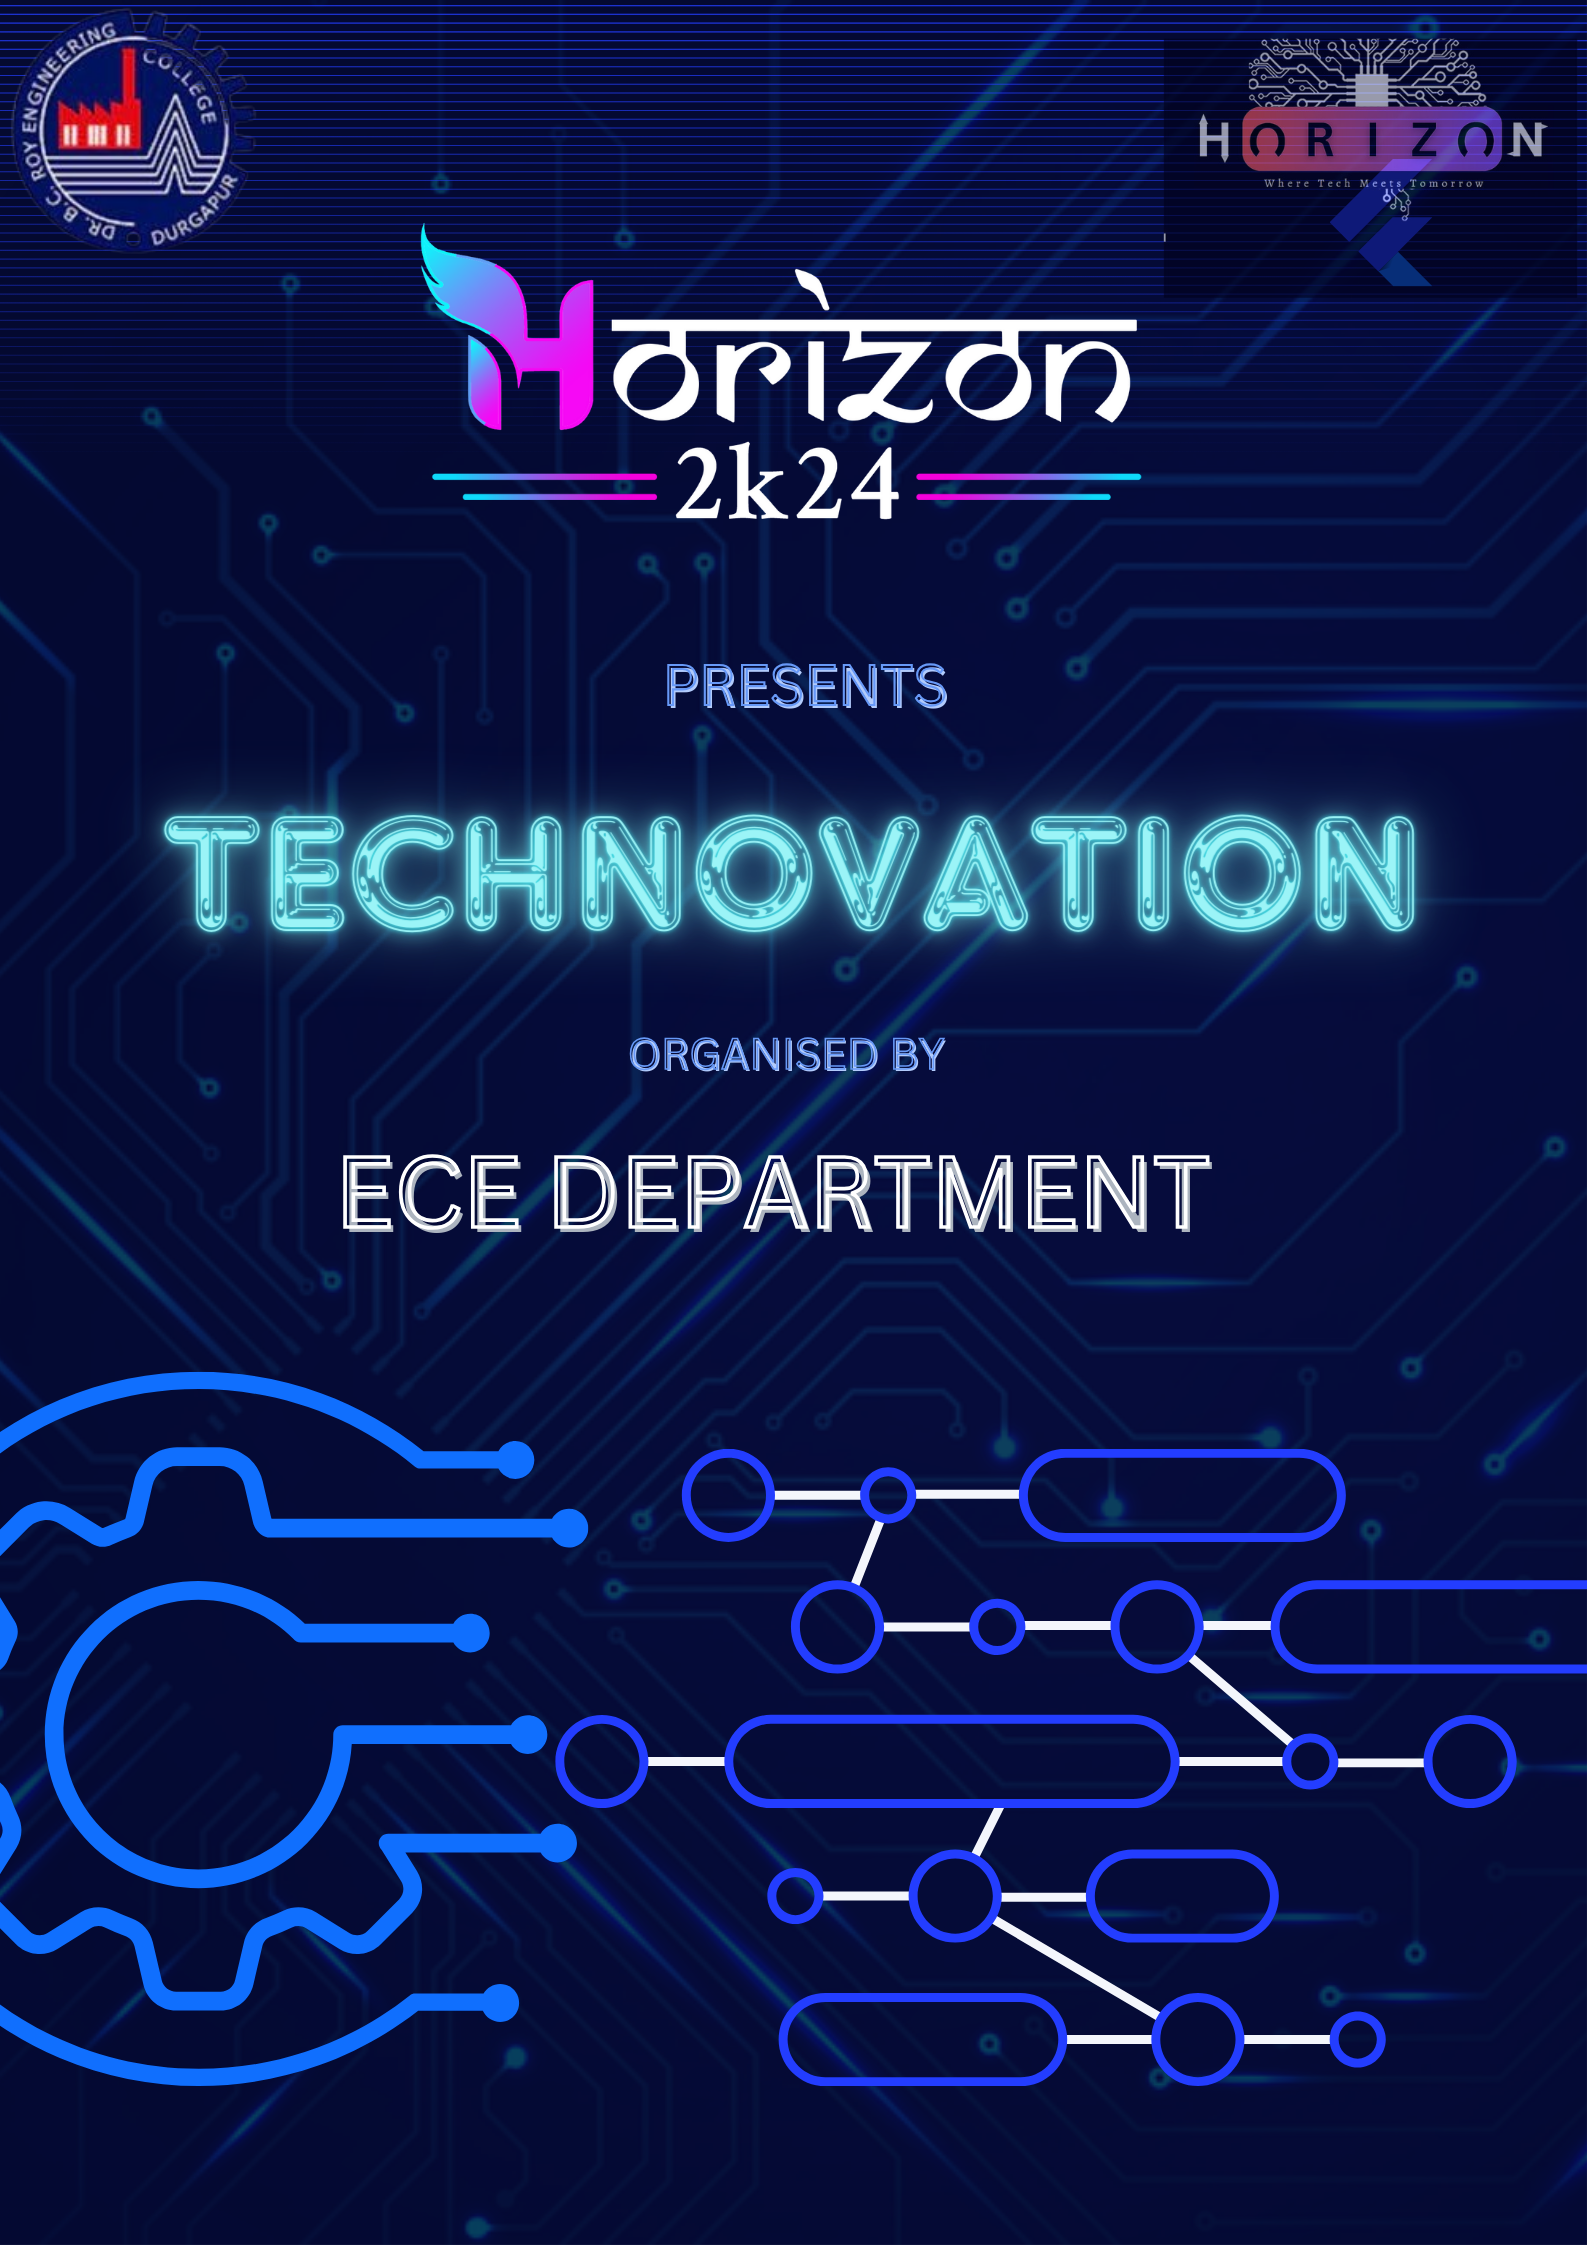 DR. B.C. ROY ENGINEERING COLLEGE
DURGAPUR
HORIZON
Where Tech Meets Tomorrow
Horizon
2k24
PRESENTS
TECHNOVATION
ORGANISED BY
ECE DEPARTMENT